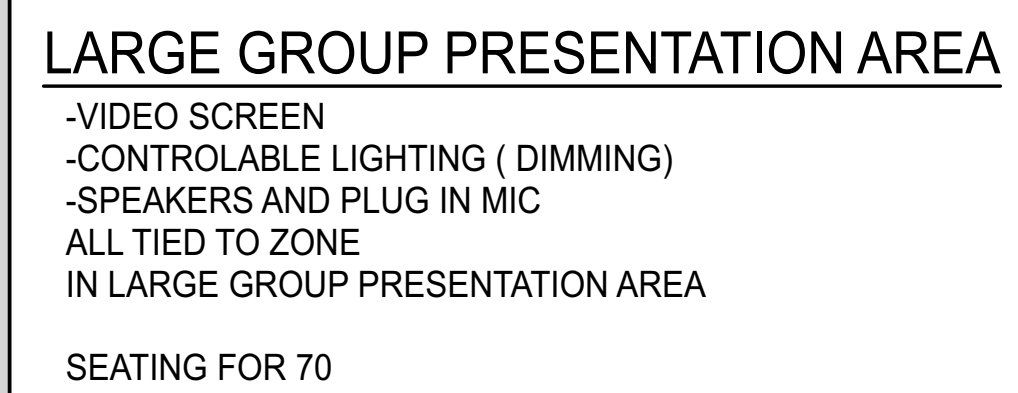 LARGE GROUP PRESENTATION AREA
-VIDEO SCREEN
-CONTROLABLE LIGHTING ( DIMMING)
-SPEAKERS AND PLUG IN MIC
ALL TIED TO ZONE
IN LARGE GROUP PRESENTATION AREA
SEATING FOR 70